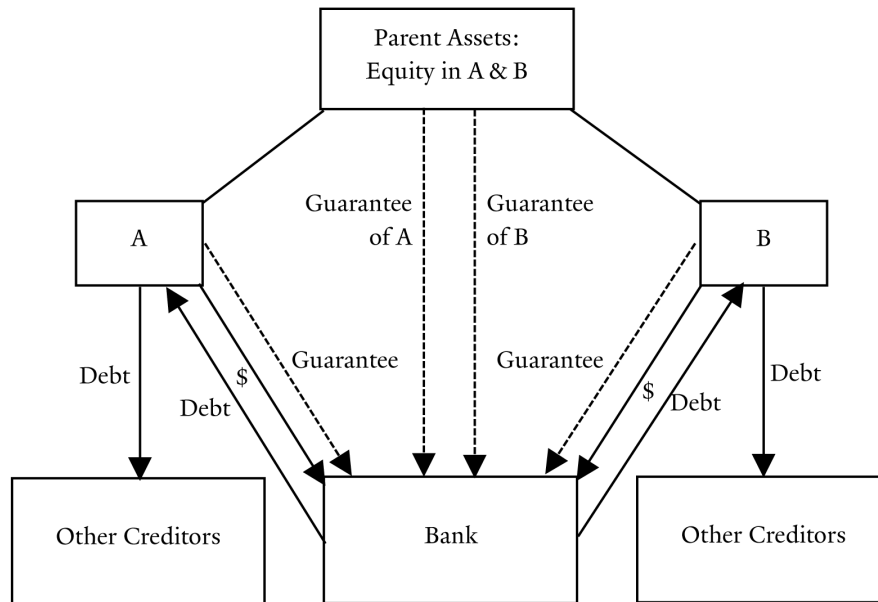 Parent Assets:
Equity in A & B
Guarantee
of A
Guarantee
of B
A
B
Guarantee
Guarantee
Debt
$
Debt
$
Debt
Debt
Other Creditors
Bank
Other Creditors